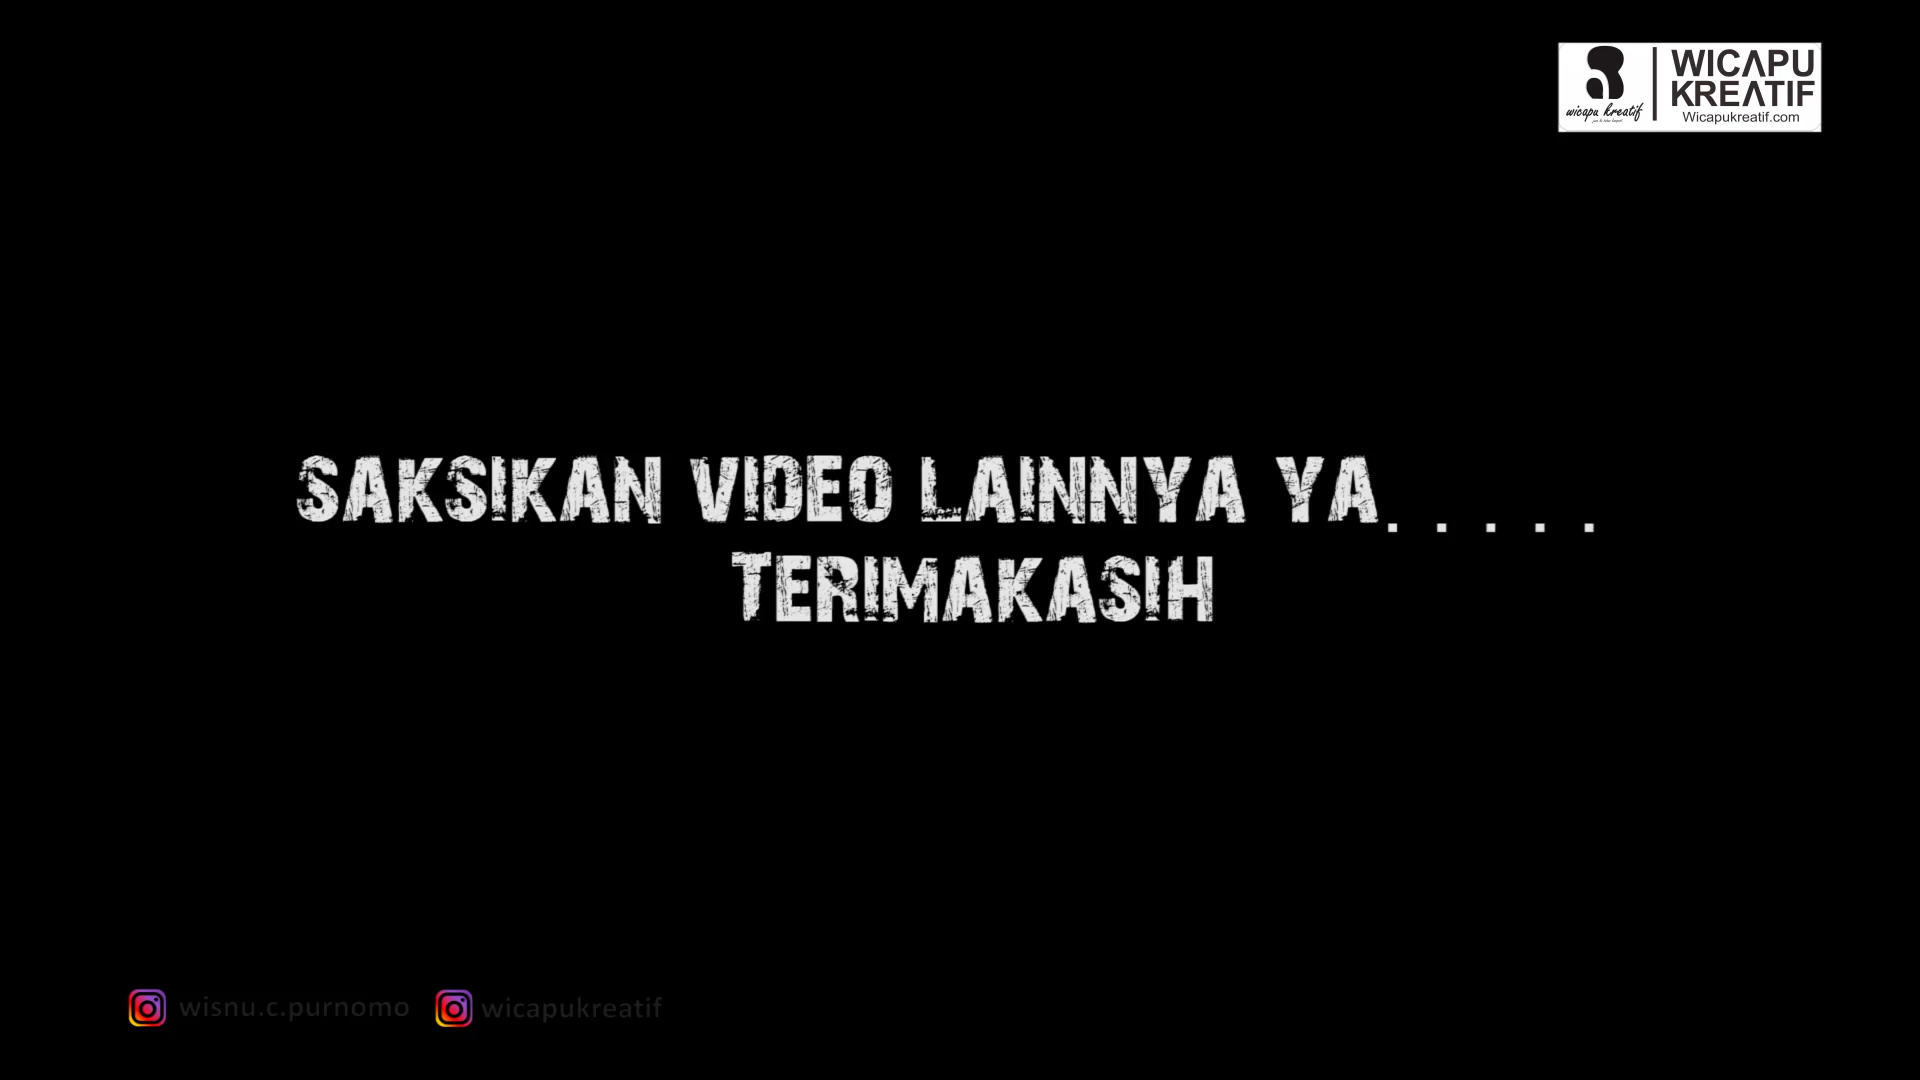 wicapu kreatif
WICAPU
KREATIF
Wicapukreatif.com
SAKSIKAN VIDEO LAINNYA YA. . . . .
TERIMAKASIH
wisnu.c.purnomo
wicapukreatif